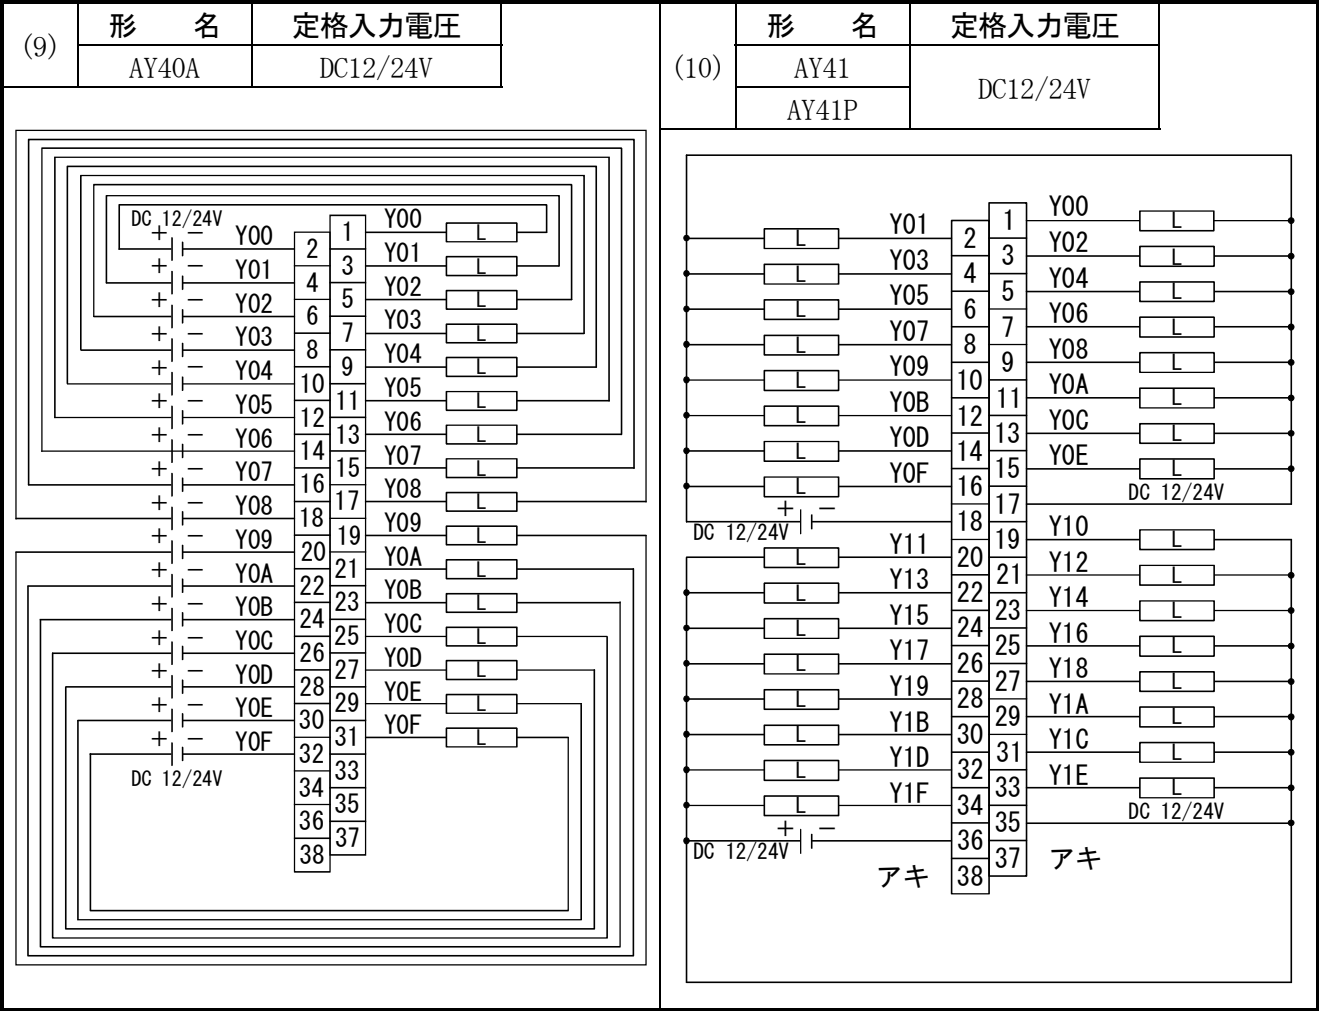 (9)
形 名 定格入力電圧
AY40A DC12/24V
DC 12/24V
+ − Y00 2 1 Y00 L
+ − Y01 4 3 Y01 L
+ − Y02 6 5 Y02 L
+ − Y03 8 7 Y03 L
+ − Y04 10 9 Y04 L
+ − Y05 12 11 Y05 L
+ − Y06 14 13 Y06 L
+ − Y07 16 15 Y07 L
+ − Y08 18 17 Y08 L
+ − Y09 20 19 Y09 L
+ − Y0A 22 21 Y0A L
+ − Y0B 24 23 Y0B L
+ − Y0C 26 25 Y0C L
+ − Y0D 28 27 Y0D L
+ − Y0E 30 29 Y0E L
+ − Y0F 32 31 Y0F L
DC 12/24V
34 33
36 35
38 37
(10)
形 名 定格入力電圧
AY41 DC12/24V
AY41P
L Y01 2 1 Y00 L
L Y03 4 3 Y02 L
L Y05 6 5 Y04 L
L Y07 8 7 Y06 L
L Y09 10 9 Y08 L
L Y0B 12 11 Y0A L
L Y0D 14 13 Y0C L
L Y0F 16 15 Y0E L
DC 12/24V + − 18 17 DC 12/24V
L Y11 20 19 Y10 L
L Y13 22 21 Y12 L
L Y15 24 23 Y14 L
L Y17 26 25 Y16 L
L Y19 28 27 Y18 L
L Y1B 30 29 Y1A L
L Y1D 32 31 Y1C L
L Y1F 34 33 Y1E L
DC 12/24V + − 36 35 DC 12/24V
アキ 38 37 アキ